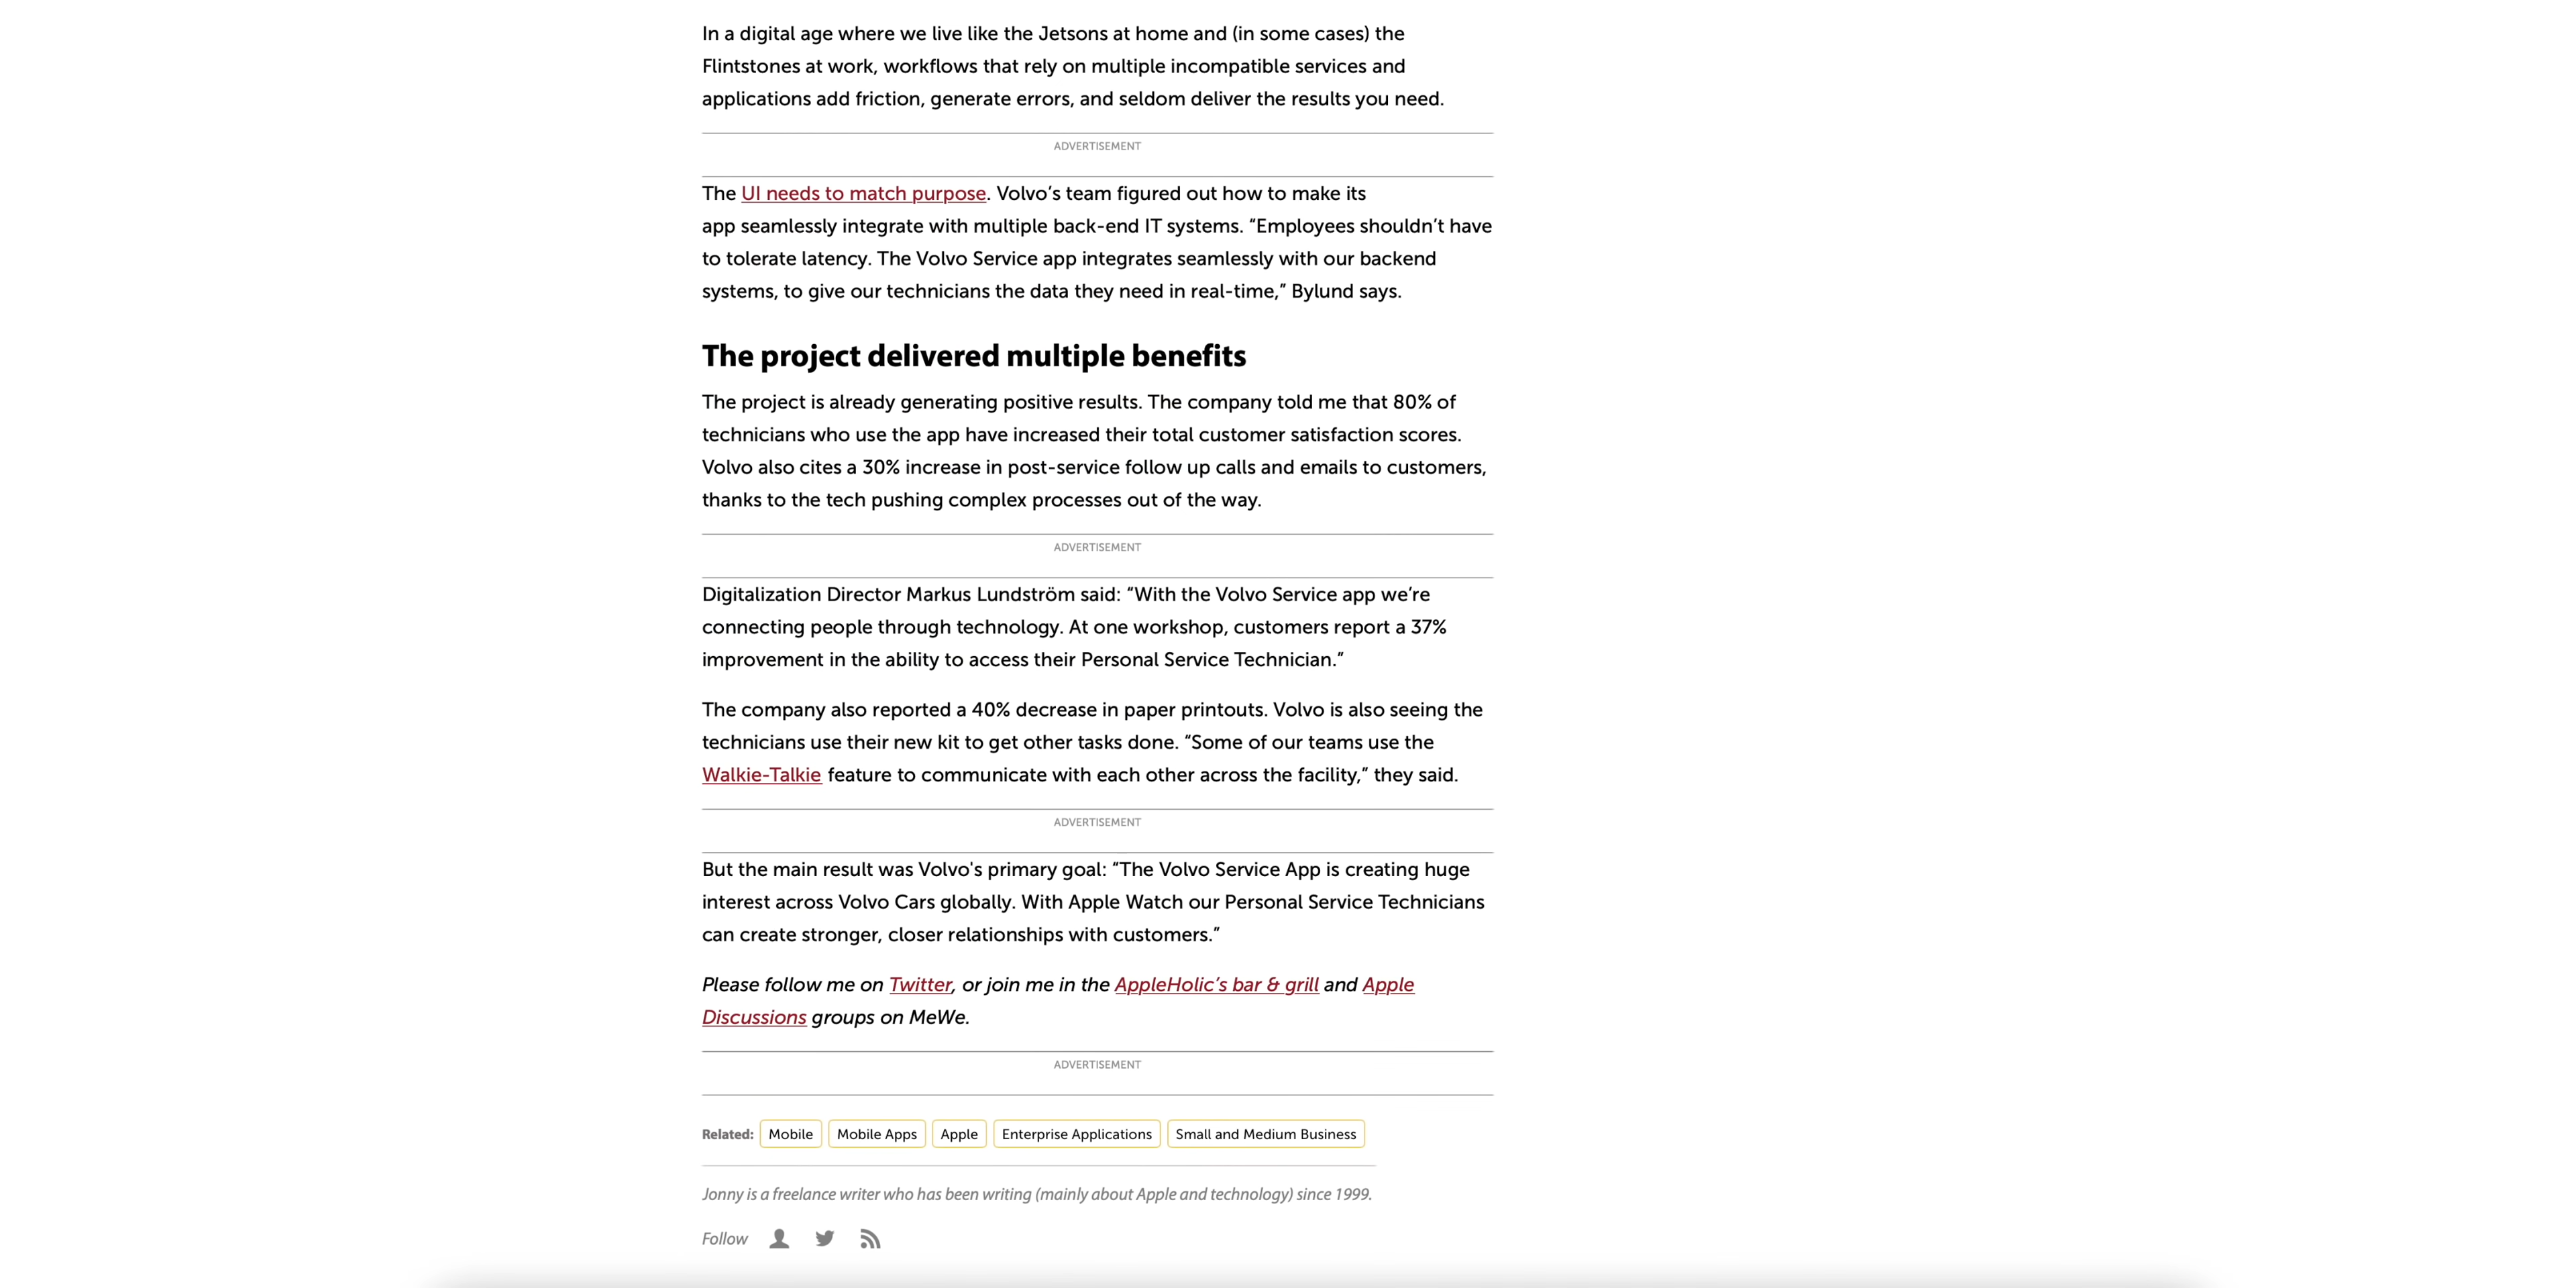 In a digital age where we live like the Jetsons at home and (in some cases) the
Flintstones at work, workflows that rely on multiple incompatible services and
applications add friction, generate errors, and seldom deliver the results you need.
ADVERTISEMENT
The UI needs to match purpose. Volvo’s team figured out how to make its
app seamlessly integrate with multiple back-end IT systems. “Employees shouldn’t have
to tolerate latency. The Volvo Service app integrates seamlessly with our backend
systems, to give our technicians the data they need in real-time,” Bylund says.
The project delivered multiple benefits
The project is already generating positive results. The company told me that 80% of
technicians who use the app have increased their total customer satisfaction scores.
Volvo also cites a 30% increase in post-service follow up calls and emails to customers,
thanks to the tech pushing complex processes out of the way.
ADVERTISEMENT
Digitalization Director Markus Lundström said: “With the Volvo Service app we’re
connecting people through technology. At one workshop, customers report a 37%
improvement in the ability to access their Personal Service Technician.”
The company also reported a 40% decrease in paper printouts. Volvo is also seeing the
technicians use their new kit to get other tasks done. “Some of our teams use the
Walkie-Talkie feature to communicate with each other across the facility,” they said.
ADVERTISEMENT
But the main result was Volvo's primary goal: “The Volvo Service App is creating huge
interest across Volvo Cars globally. With Apple Watch our Personal Service Technicians
can create stronger, closer relationships with customers.”
Please follow me on Twitter, or join me in the AppleHolic’s bar & grill and Apple
Discussions groups on MeWe.
ADVERTISEMENT
Related: Mobile Mobile Apps Apple Enterprise Applications Small and Medium Business
Jonny is a freelance writer who has been writing (mainly about Apple and technology) since 1999.
Follow